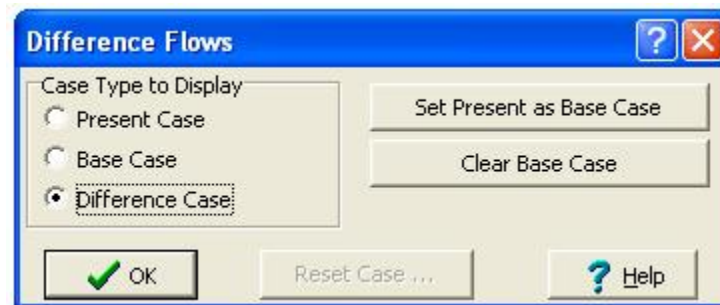 Difference Flows
Case Type to Display
Present Case
Base Case
Difference Case
Set Present as Base Case
Clear Base Case
OK
Reset Case ...
? Help